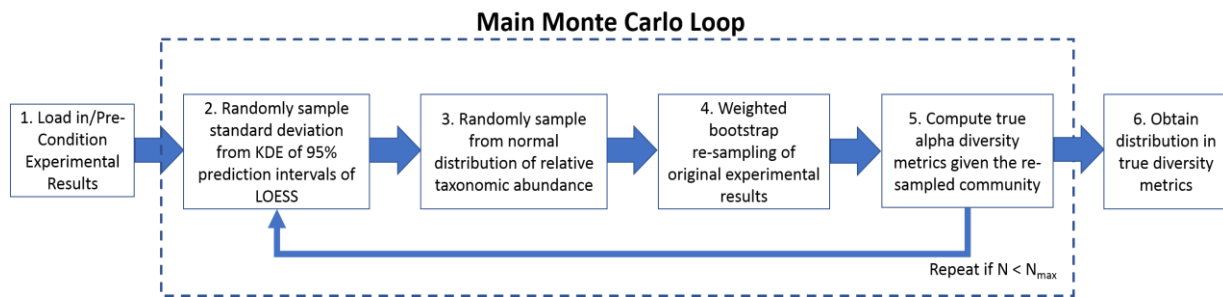 Main Monte Carlo Loop
1. Load in/Pre-
Condition
Experimental
Results
2. Randomly sample
standard deviation
from KDE of 95%
prediction intervals of
LOESS
3. Randomly sample
from normal
distribution of relative
taxonomic abundance
4. Weighted
bootstrap
re-sampling of
original experimental
results
5. Compute true
alpha diversity
metrics given the re-
sampled community
6. Obtain
distribution in
true diversity
metrics
Repeat if N < Nmax